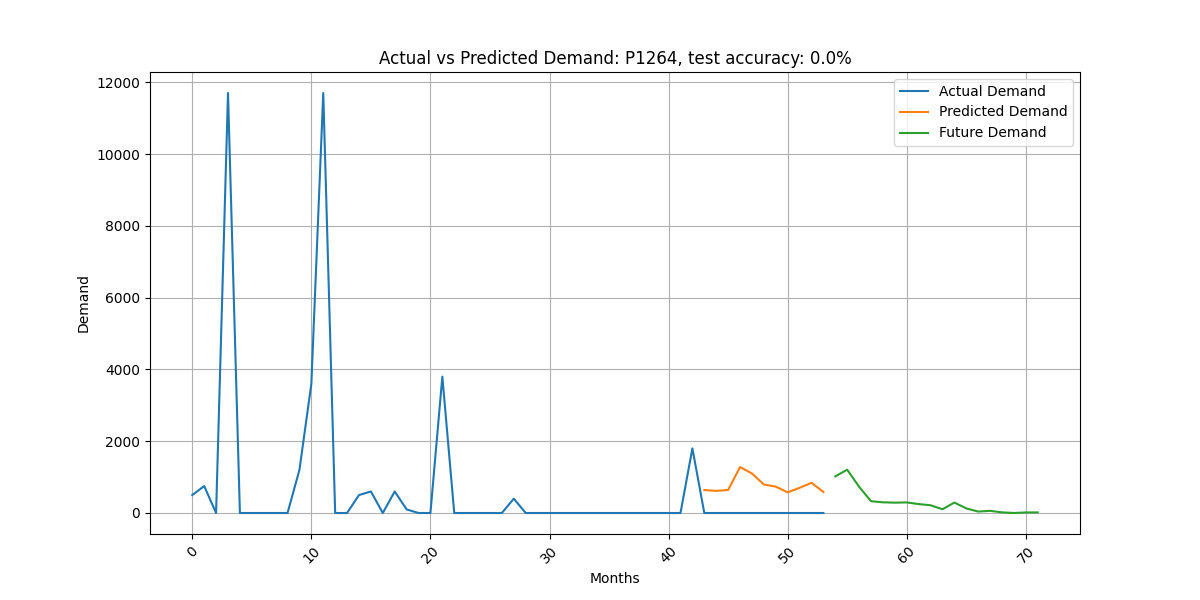 Actual vs Predicted Demand: P1264, test accuracy: 0.0%
Actual Demand
Predicted Demand
Future Demand
Demand
12000
10000
8000
6000
4000
2000
0
0
10
20
30
40
50
60
70
Months